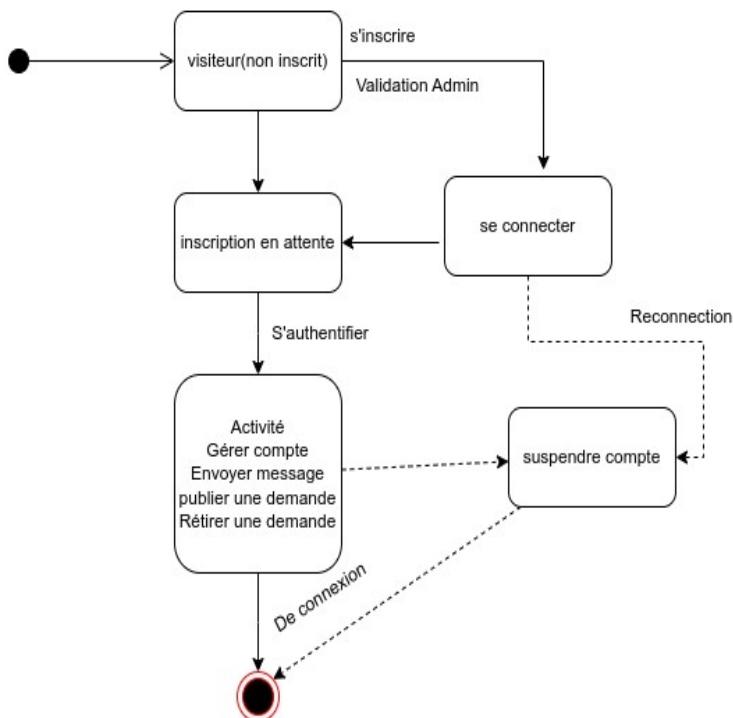 s'inscrire
visiteur(non inscrit)
Validation Admin
se connecter
inscription en attente
Reconnection
S'authentifier
Activité
Gérer compte
Envoyer message
publier une demande
Rétirer une demande
suspendre compte
De connexion